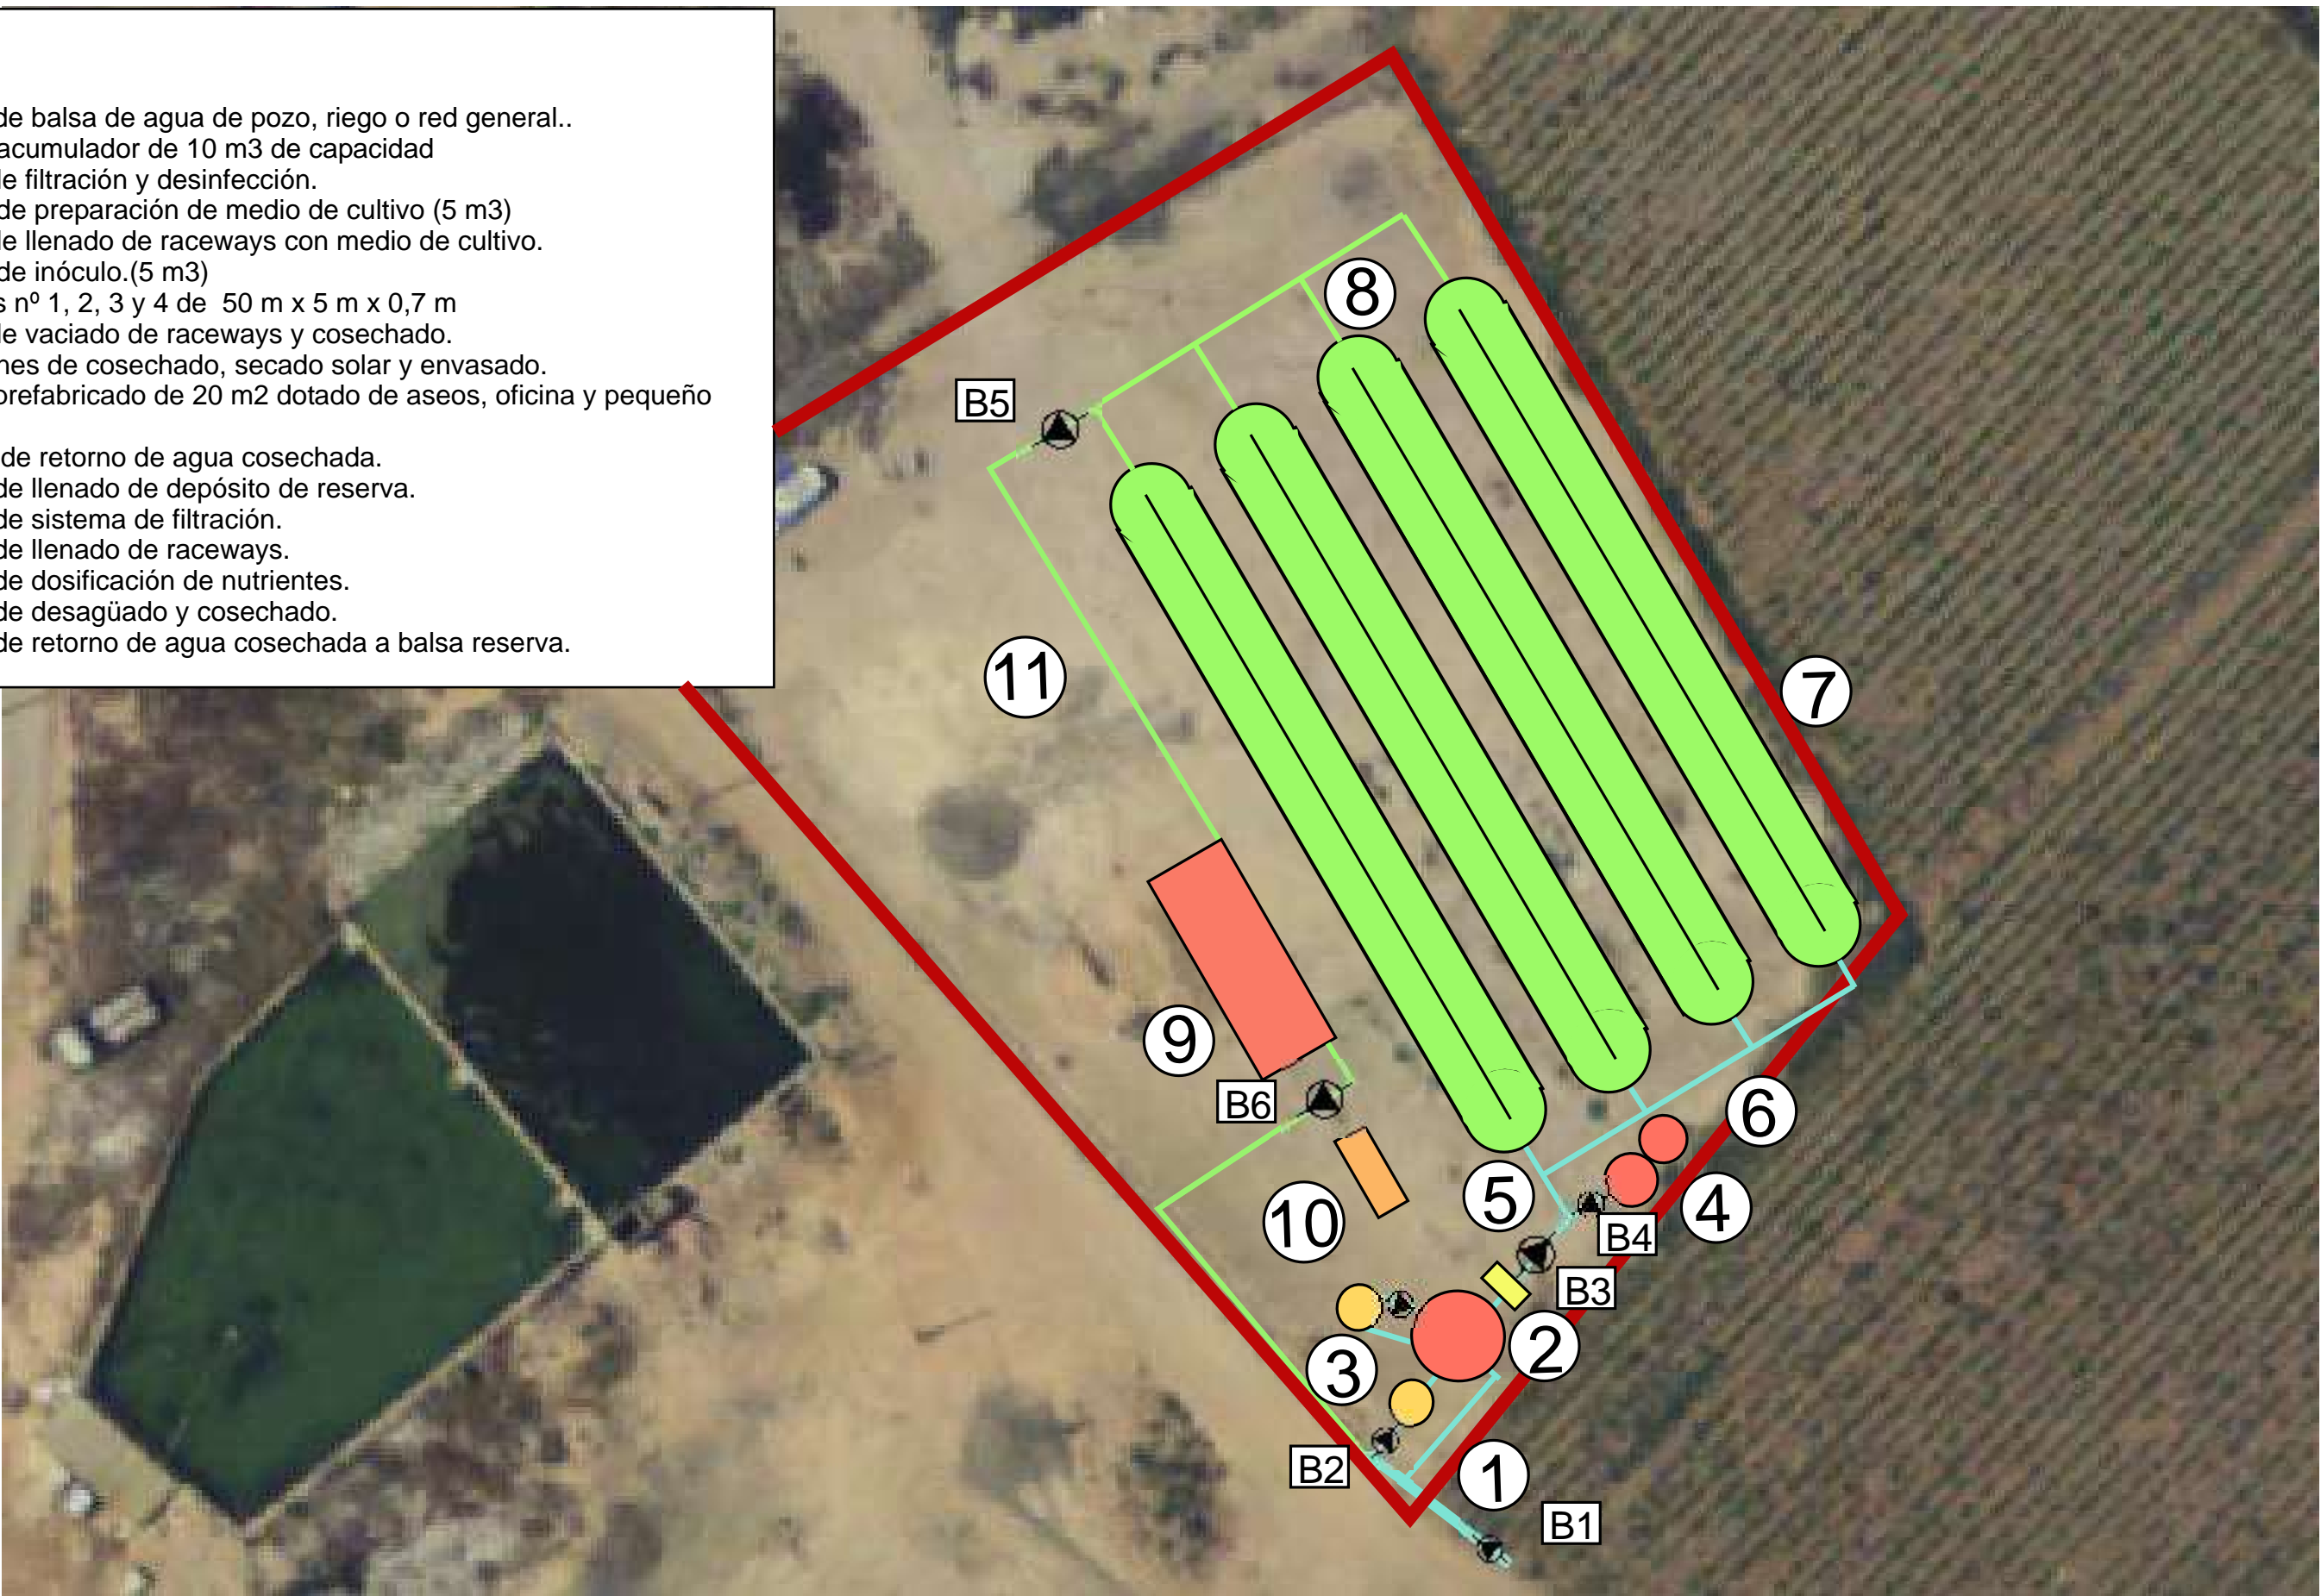 de balsa de agua de pozo, riego o red general..
acumulador de 10 m3 de capacidad
de filtración y desinfección.
de preparación de medio de cultivo (5 m3)
de llenado de raceways con medio de cultivo.
de inóculo.(5 m3)
s nº 1, 2, 3 y 4 de  50 m x 5 m x 0,7 m
de vaciado de raceways y cosechado.
nes de cosechado, secado solar y envasado.
prefabricado de 20 m2 dotado de aseos, oficina y pequeño
de retorno de agua cosechada.
de llenado de depósito de reserva.
de sistema de filtración.
de llenado de raceways.
de dosificación de nutrientes.
de desagüado y cosechado.
de retorno de agua cosechada a balsa reserva.
8
B5
11
7
9
B6
6
5
4
10
B4
B3
2
3
B2
1
B1